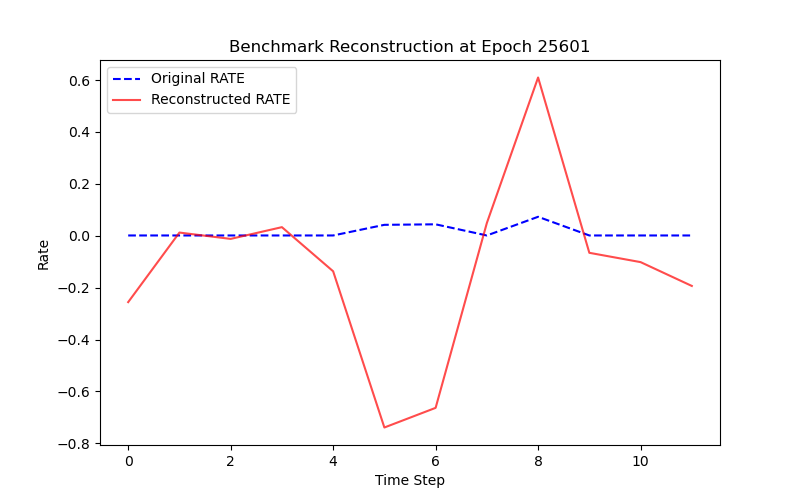 Benchmark Reconstruction at Epoch 25601
Original RATE
Reconstructed RATE
0.6
0.4
0.2
0.0
−0.2
−0.4
−0.6
−0.8
Rate
0 2 4 6 8 10
Time Step